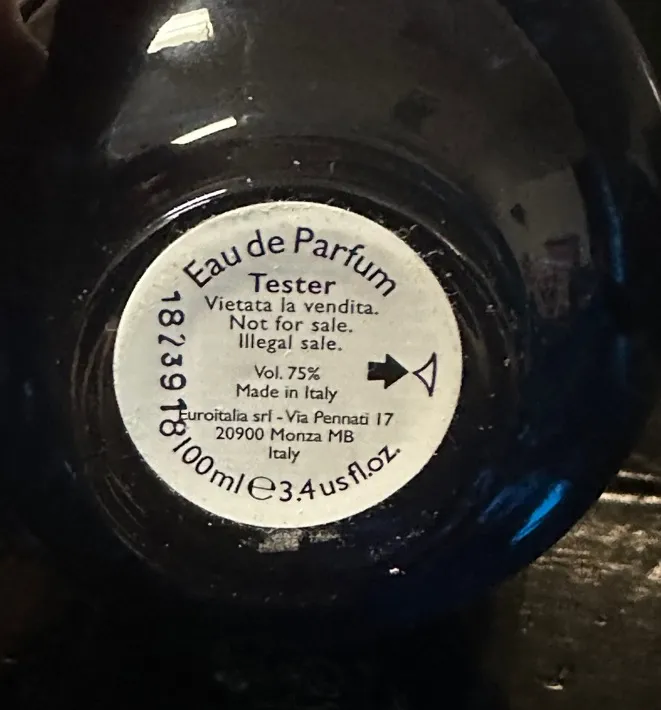 Eau de Parfum
Tester
Vietata la vendita.
Not for sale.
Illegal sale.
Vol. 75%
Made in Italy
Euroitalia srl - Via Pennati 17
20900 Monza MB
Italy
100ml ℮ 3.4 us fl.oz.
1823918